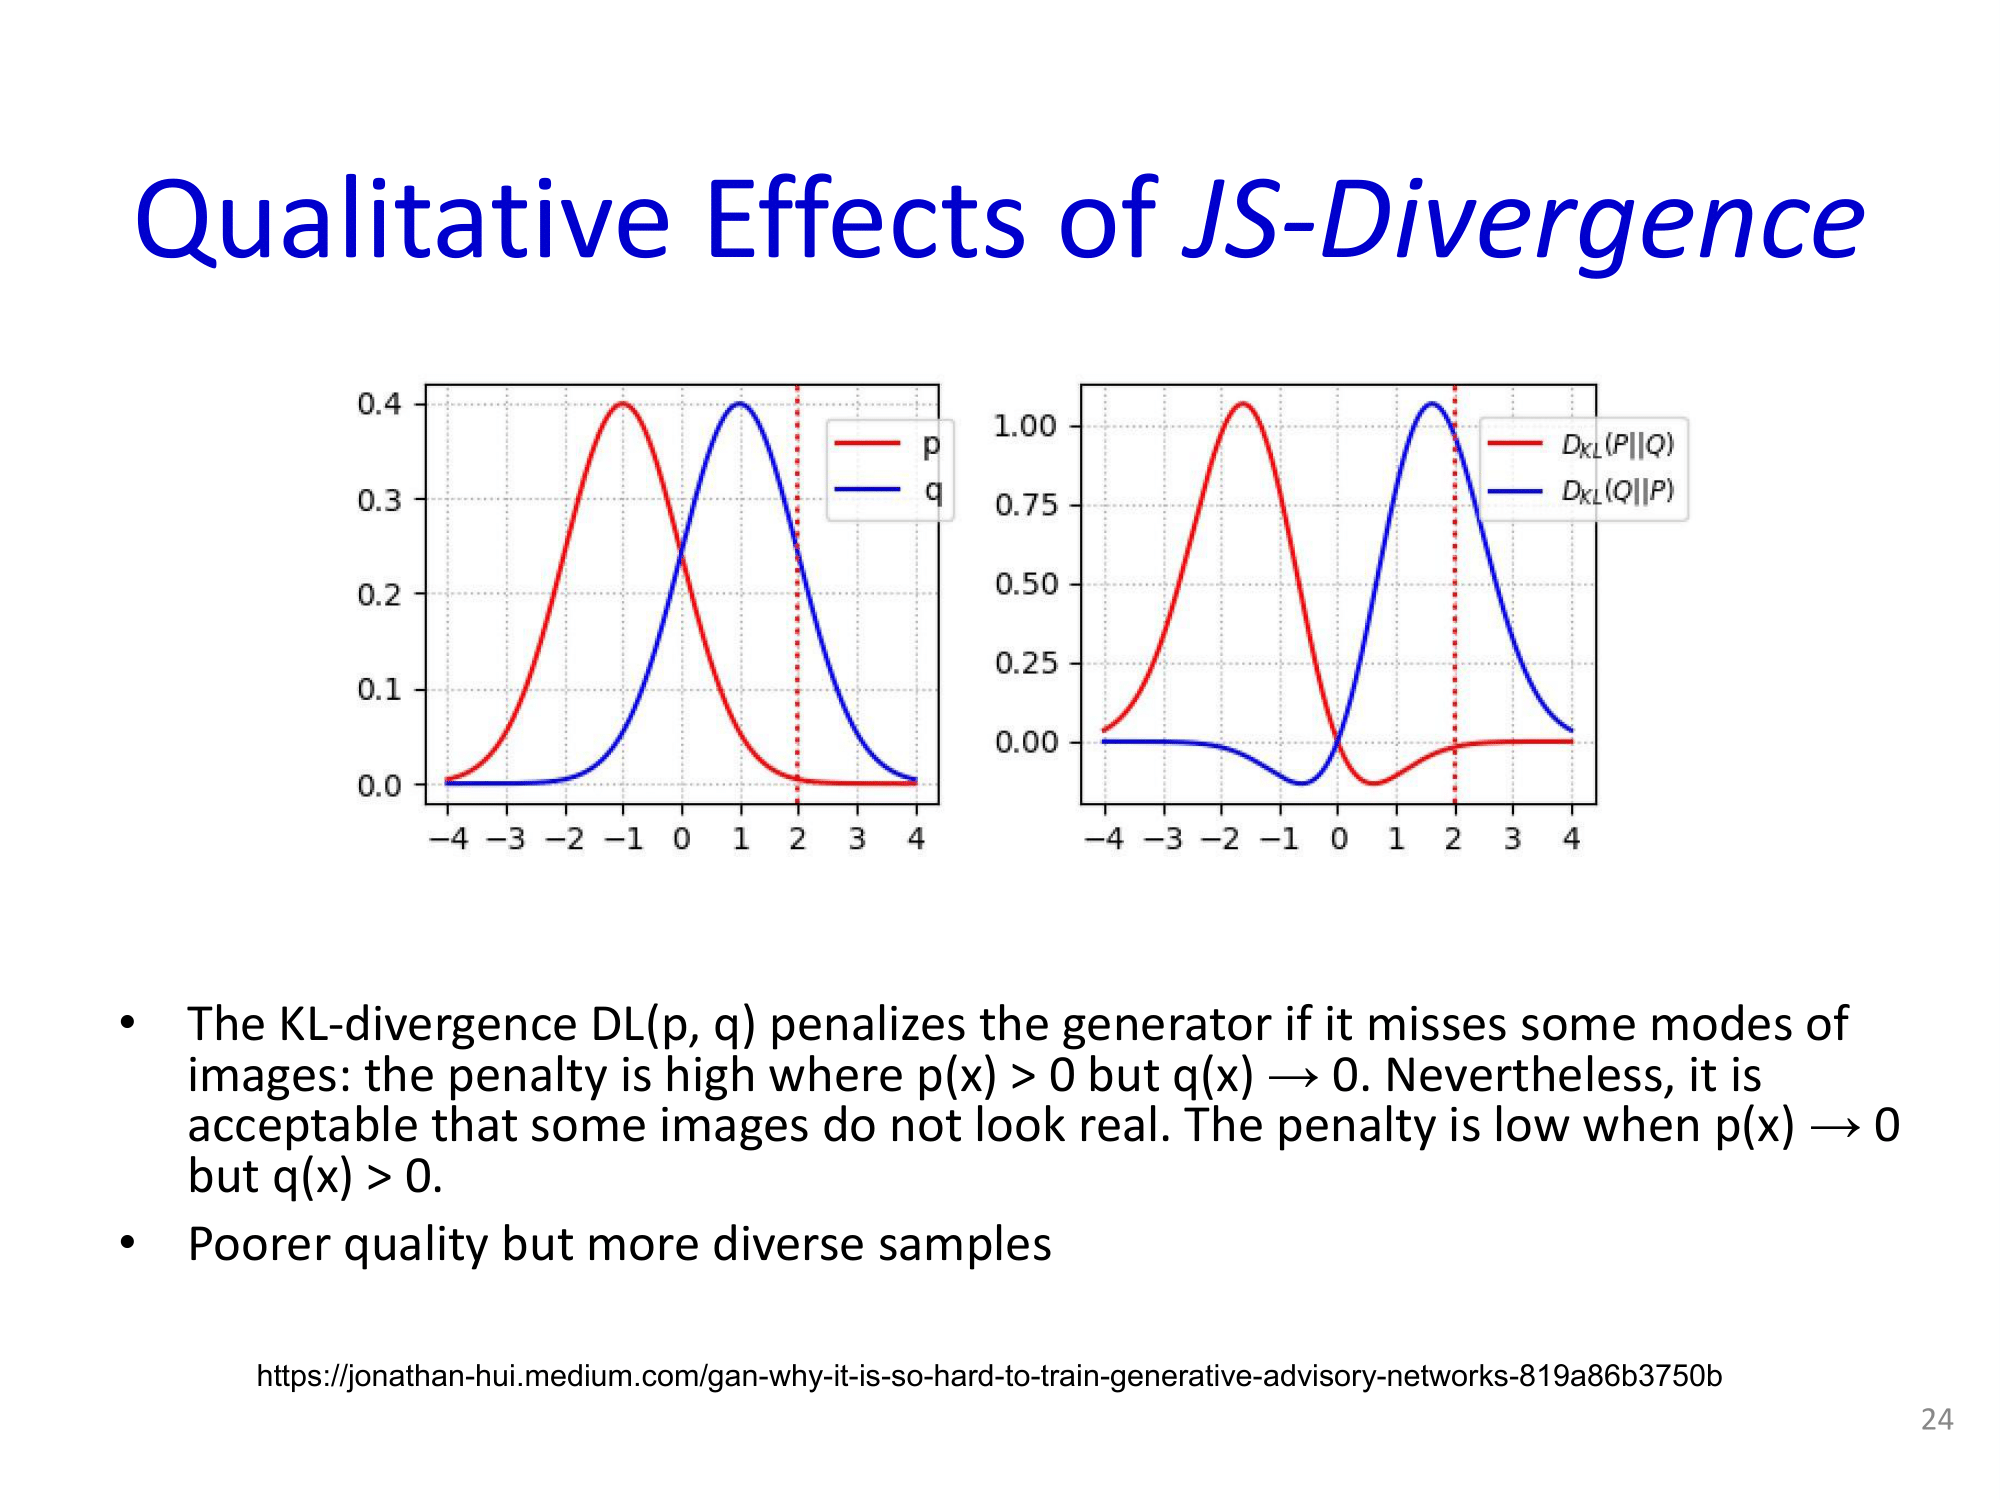 Qualitative Effects of JS-Divergence
0.4
0.3
0.2
0.1
0.0
−4 −3 −2 −1 0 1 2 3 4
p
q
1.00
0.75
0.50
0.25
0.00
−4 −3 −2 −1 0 1 2 3 4
D_KL(P||Q)
D_KL(Q||P)
• The KL-divergence DL(p, q) penalizes the generator if it misses some modes of
images: the penalty is high where p(x) > 0 but q(x) → 0. Nevertheless, it is
acceptable that some images do not look real. The penalty is low when p(x) → 0
but q(x) > 0.
• Poorer quality but more diverse samples
https://jonathan-hui.medium.com/gan-why-it-is-so-hard-to-train-generative-advisory-networks-819a86b3750b
24